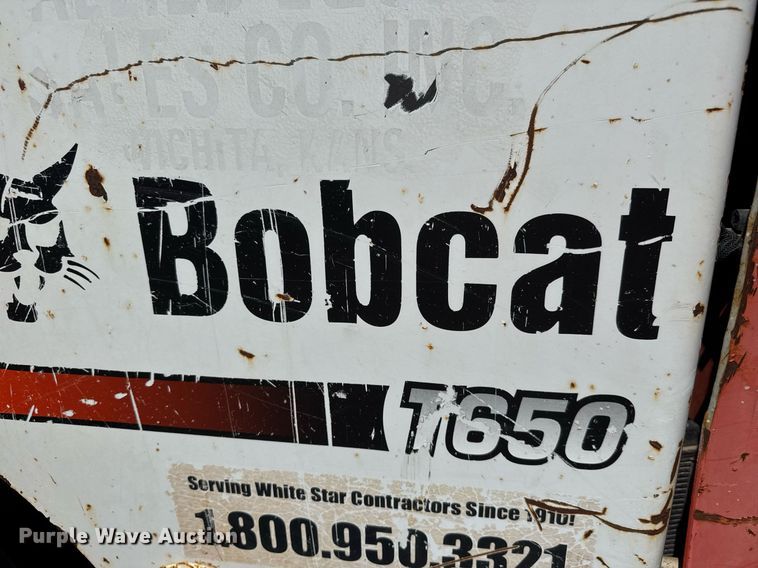 SALES CO. INC.
WICHITA, KANS
Bobcat
T650
Serving White Star Contractors Since 1910!
1.800.950.3321
Purple Wave Auction